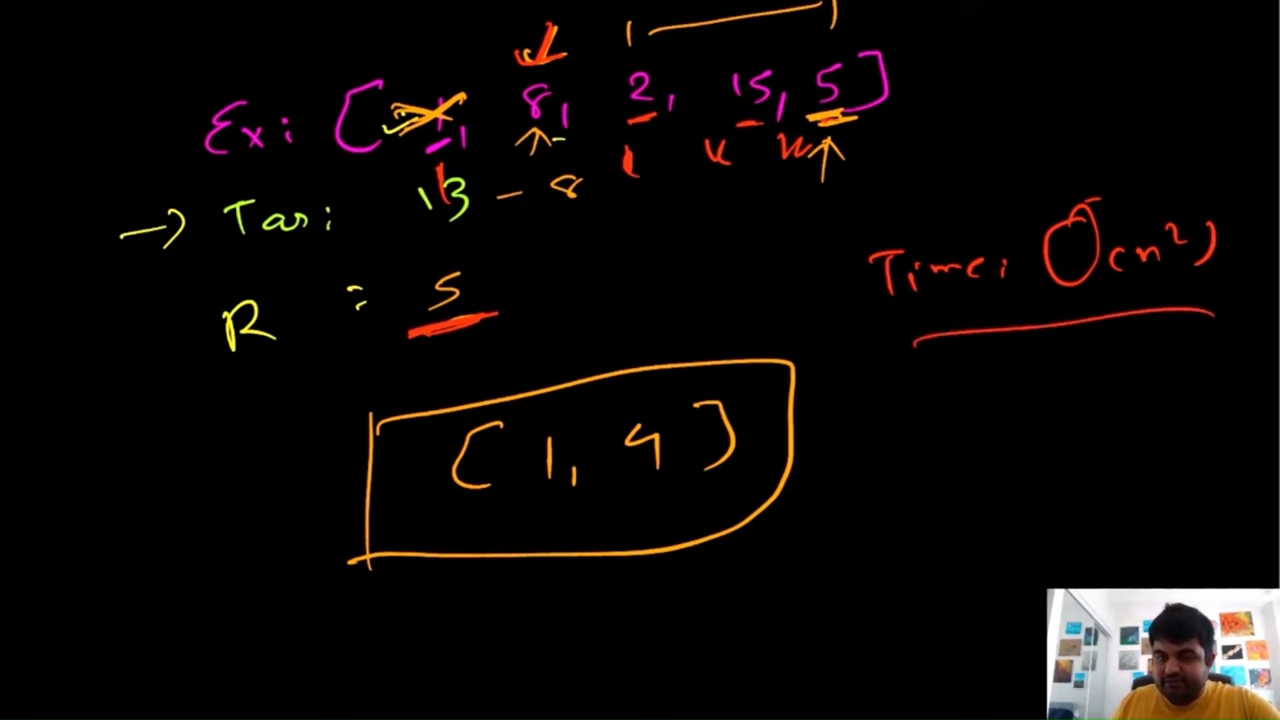 Ex: [ 1, 8, 2, 15, 5 ]
→ Tar: 13 - 8
Time: O(n²)
R : 5
[ 1, 4 ]